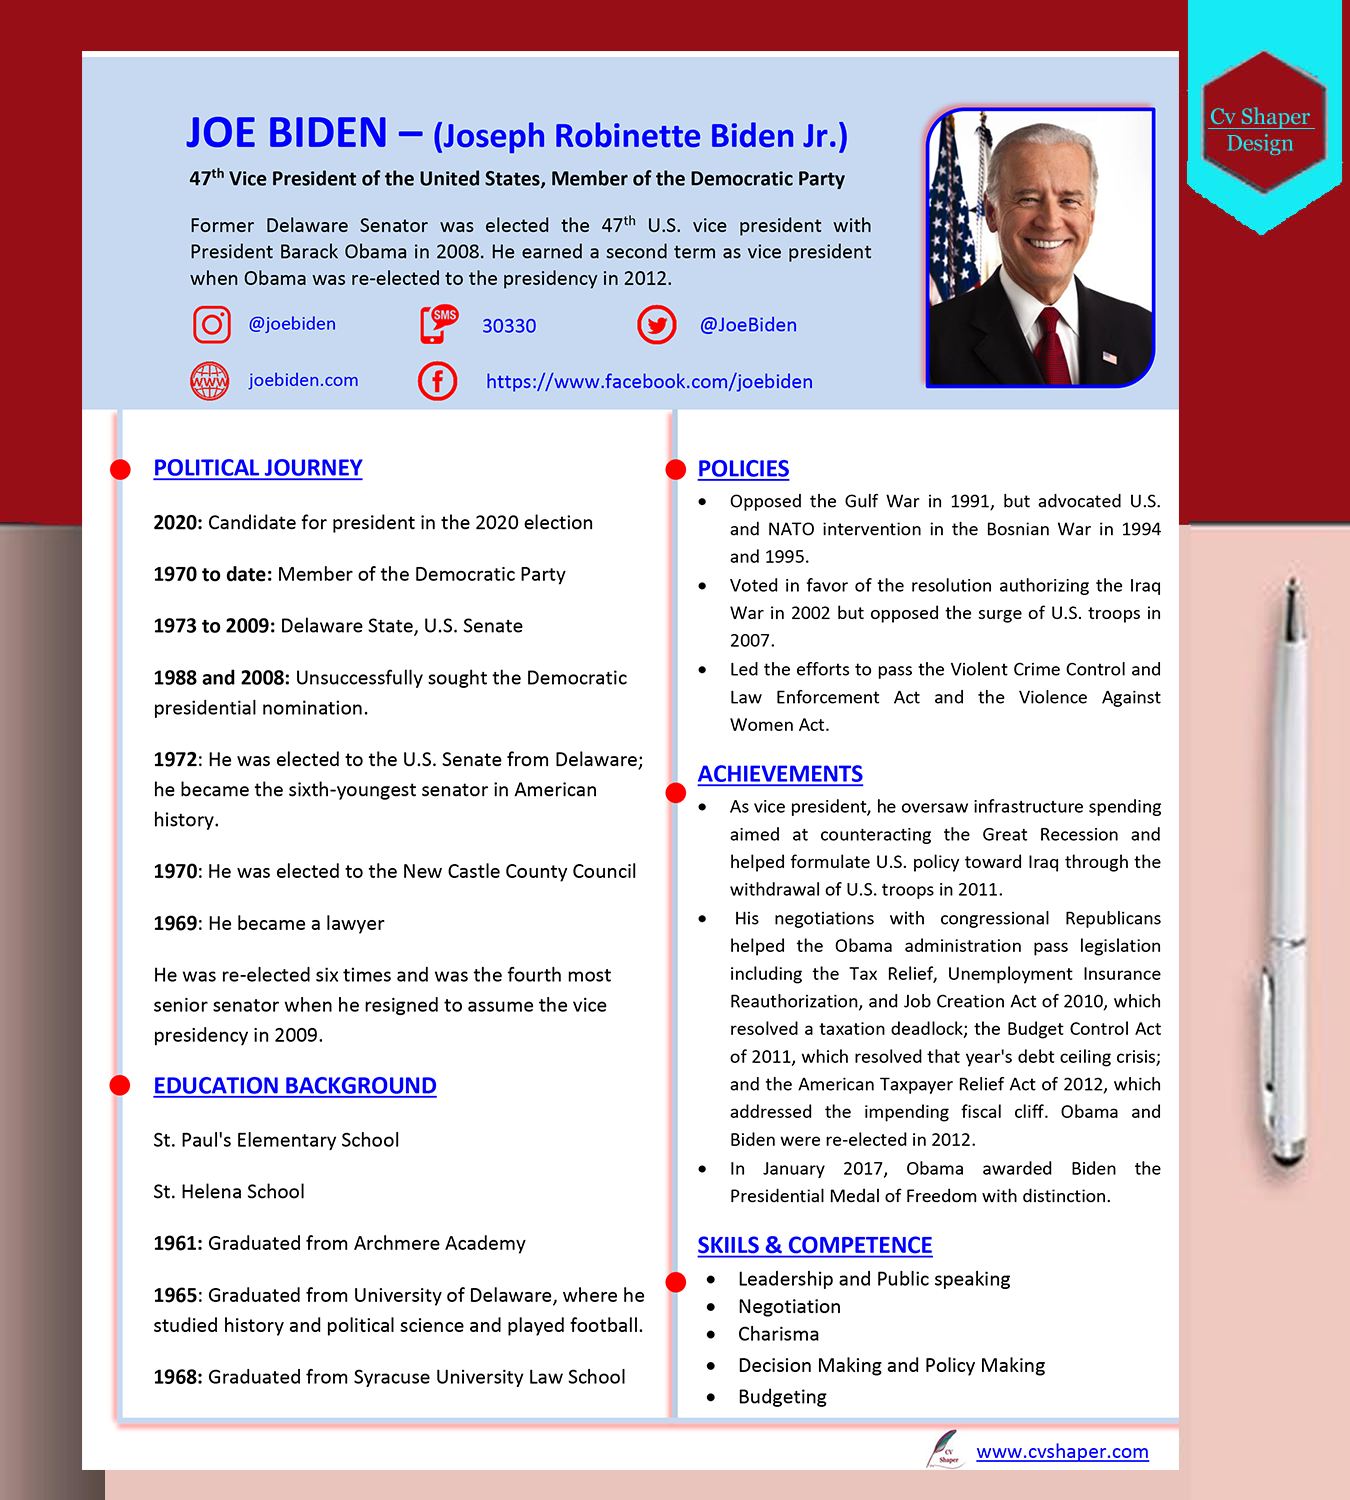 Cv Shaper
Design
JOE BIDEN – (Joseph Robinette Biden Jr.)
47th Vice President of the United States, Member of the Democratic Party
Former Delaware Senator was elected the 47th U.S. vice president with
President Barack Obama in 2008. He earned a second term as vice president
when Obama was re-elected to the presidency in 2012.
@joebiden
SMS
30330
@JoeBiden
www
joebiden.com
https://www.facebook.com/joebiden
POLITICAL JOURNEY
2020: Candidate for president in the 2020 election
1970 to date: Member of the Democratic Party
1973 to 2009: Delaware State, U.S. Senate
1988 and 2008: Unsuccessfully sought the Democratic
presidential nomination.
1972: He was elected to the U.S. Senate from Delaware;
he became the sixth-youngest senator in American
history.
1970: He was elected to the New Castle County Council
1969: He became a lawyer
He was re-elected six times and was the fourth most
senior senator when he resigned to assume the vice
presidency in 2009.
EDUCATION BACKGROUND
St. Paul's Elementary School
St. Helena School
1961: Graduated from Archmere Academy
1965: Graduated from University of Delaware, where he
studied history and political science and played football.
1968: Graduated from Syracuse University Law School
POLICIES
• Opposed the Gulf War in 1991, but advocated U.S.
and NATO intervention in the Bosnian War in 1994
and 1995.
• Voted in favor of the resolution authorizing the Iraq
War in 2002 but opposed the surge of U.S. troops in
2007.
• Led the efforts to pass the Violent Crime Control and
Law Enforcement Act and the Violence Against
Women Act.
ACHIEVEMENTS
• As vice president, he oversaw infrastructure spending
aimed at counteracting the Great Recession and
helped formulate U.S. policy toward Iraq through the
withdrawal of U.S. troops in 2011.
• His negotiations with congressional Republicans
helped the Obama administration pass legislation
including the Tax Relief, Unemployment Insurance
Reauthorization, and Job Creation Act of 2010, which
resolved a taxation deadlock; the Budget Control Act
of 2011, which resolved that year's debt ceiling crisis;
and the American Taxpayer Relief Act of 2012, which
addressed the impending fiscal cliff. Obama and
Biden were re-elected in 2012.
• In January 2017, Obama awarded Biden the
Presidential Medal of Freedom with distinction.
SKIILS & COMPETENCE
• Leadership and Public speaking
• Negotiation
• Charisma
• Decision Making and Policy Making
• Budgeting
CV
Shaper
www.cvshaper.com